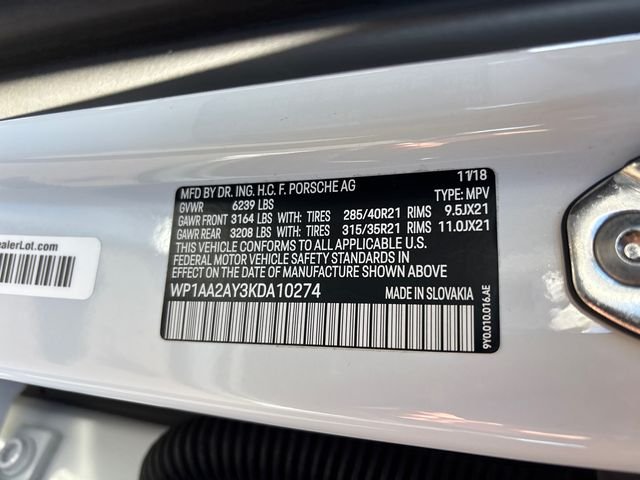 MFD BY DR. ING. H.C. F. PORSCHE AG 11/18
GVWR 6239 LBS TYPE: MPV
GAWR FRONT 3164 LBS WITH: TIRES 285/40R21 RIMS 9.5JX21
GAWR REAR 3208 LBS WITH: TIRES 315/35R21 RIMS 11.0JX21
THIS VEHICLE CONFORMS TO ALL APPLICABLE U.S.
FEDERAL MOTOR VEHICLE SAFETY STANDARDS IN
EFFECT ON THE DATE OF MANUFACTURE SHOWN ABOVE
WP1AA2AY3KDA10274 MADE IN SLOVAKIA
9Y0.010.016.AE
alerLot.com